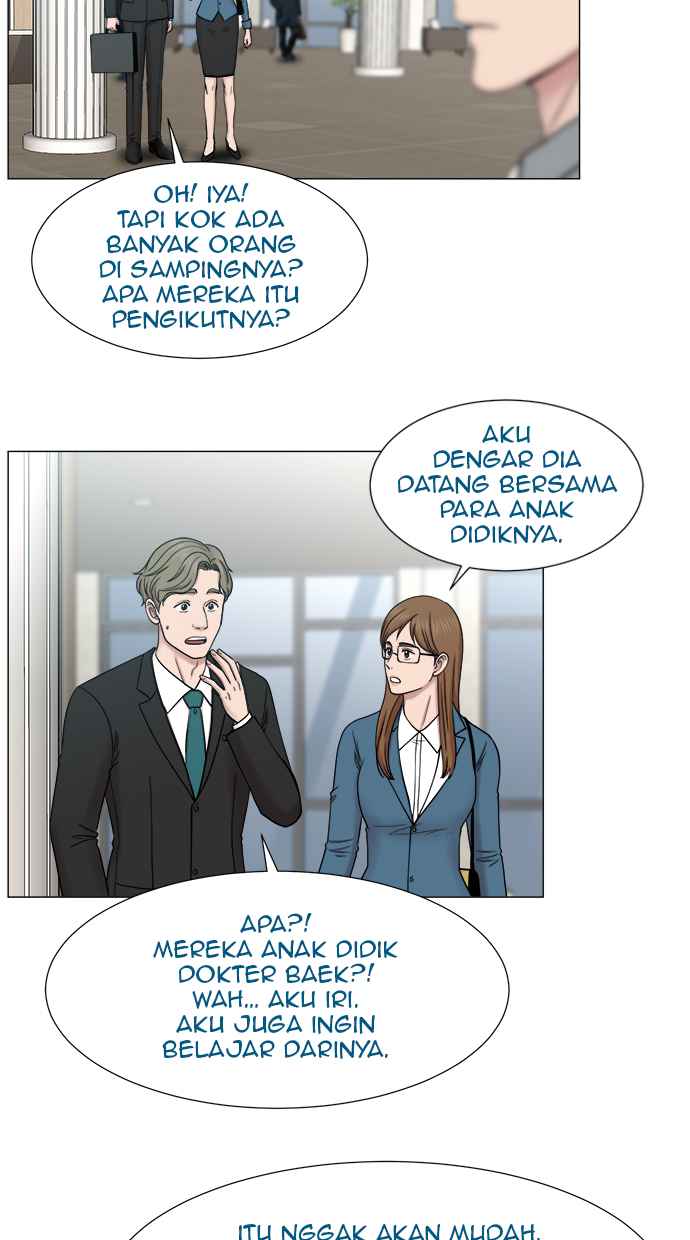 OH! IYA!
TAPI KOK ADA
BANYAK ORANG
DI SAMPINGNYA?
APA MEREKA ITU
PENGIKUTNYA?
AKU
DENGAR DIA
DATANG BERSAMA
PARA ANAK
DIDIKNYA.
APA?!
MEREKA ANAK DIDIK
DOKTER BAEK?!
WAH... AKU IRI.
AKU JUGA INGIN
BELAJAR DARINYA.
ITU NGGAK AKAN MUDAH.